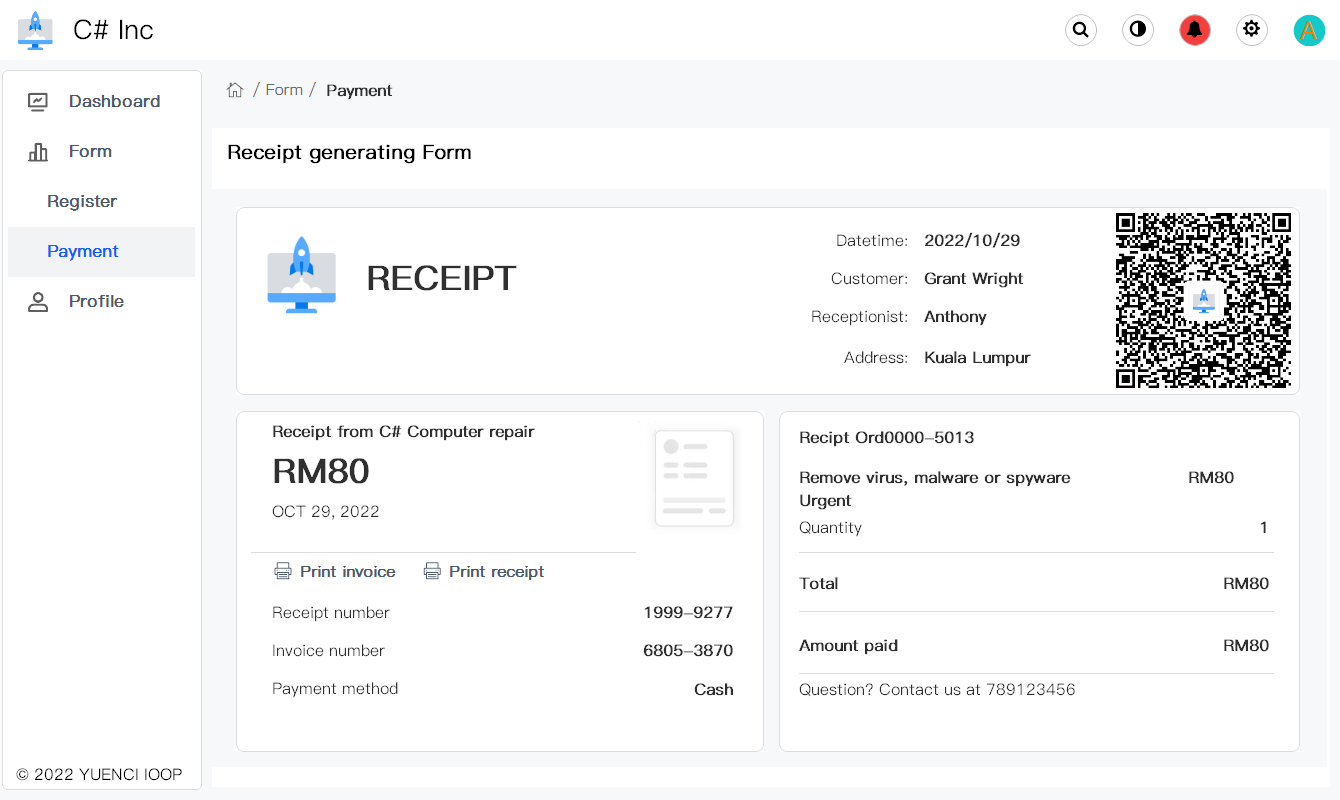 C# Inc
A
Dashboard
Form
Register
Payment
Profile
© 2022 YUENCI IOOP
/ Form / Payment
Receipt generating Form
RECEIPT
Datetime: 2022/10/29
Customer: Grant Wright
Receptionist: Anthony
Address: Kuala Lumpur
Receipt from C# Computer repair
RM80
OCT 29, 2022
Print invoice Print receipt
Receipt number 1999-9277
Invoice number 6805-3870
Payment method Cash
Recipt Ord0000-5013
Remove virus, malware or spyware RM80
Urgent
Quantity 1
Total RM80
Amount paid RM80
Question? Contact us at 789123456